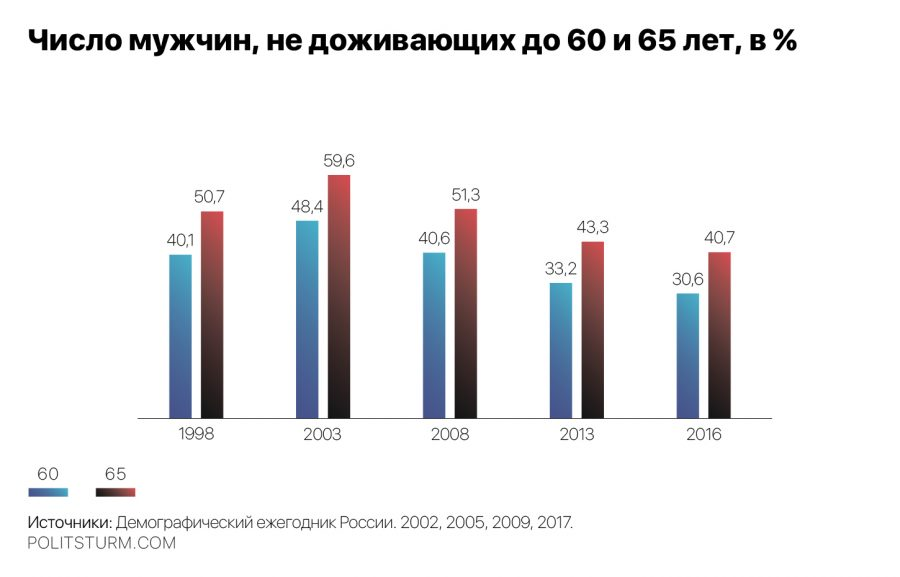 Число мужчин, не доживающих до 60 и 65 лет, в %
59,6
50,7
48,4
51,3
40,1
40,6
43,3
40,7
33,2
30,6
1998 2003 2008 2013 2016
60 65
Источники: Демографический ежегодник России. 2002, 2005, 2009, 2017.
POLITSTURM.COM